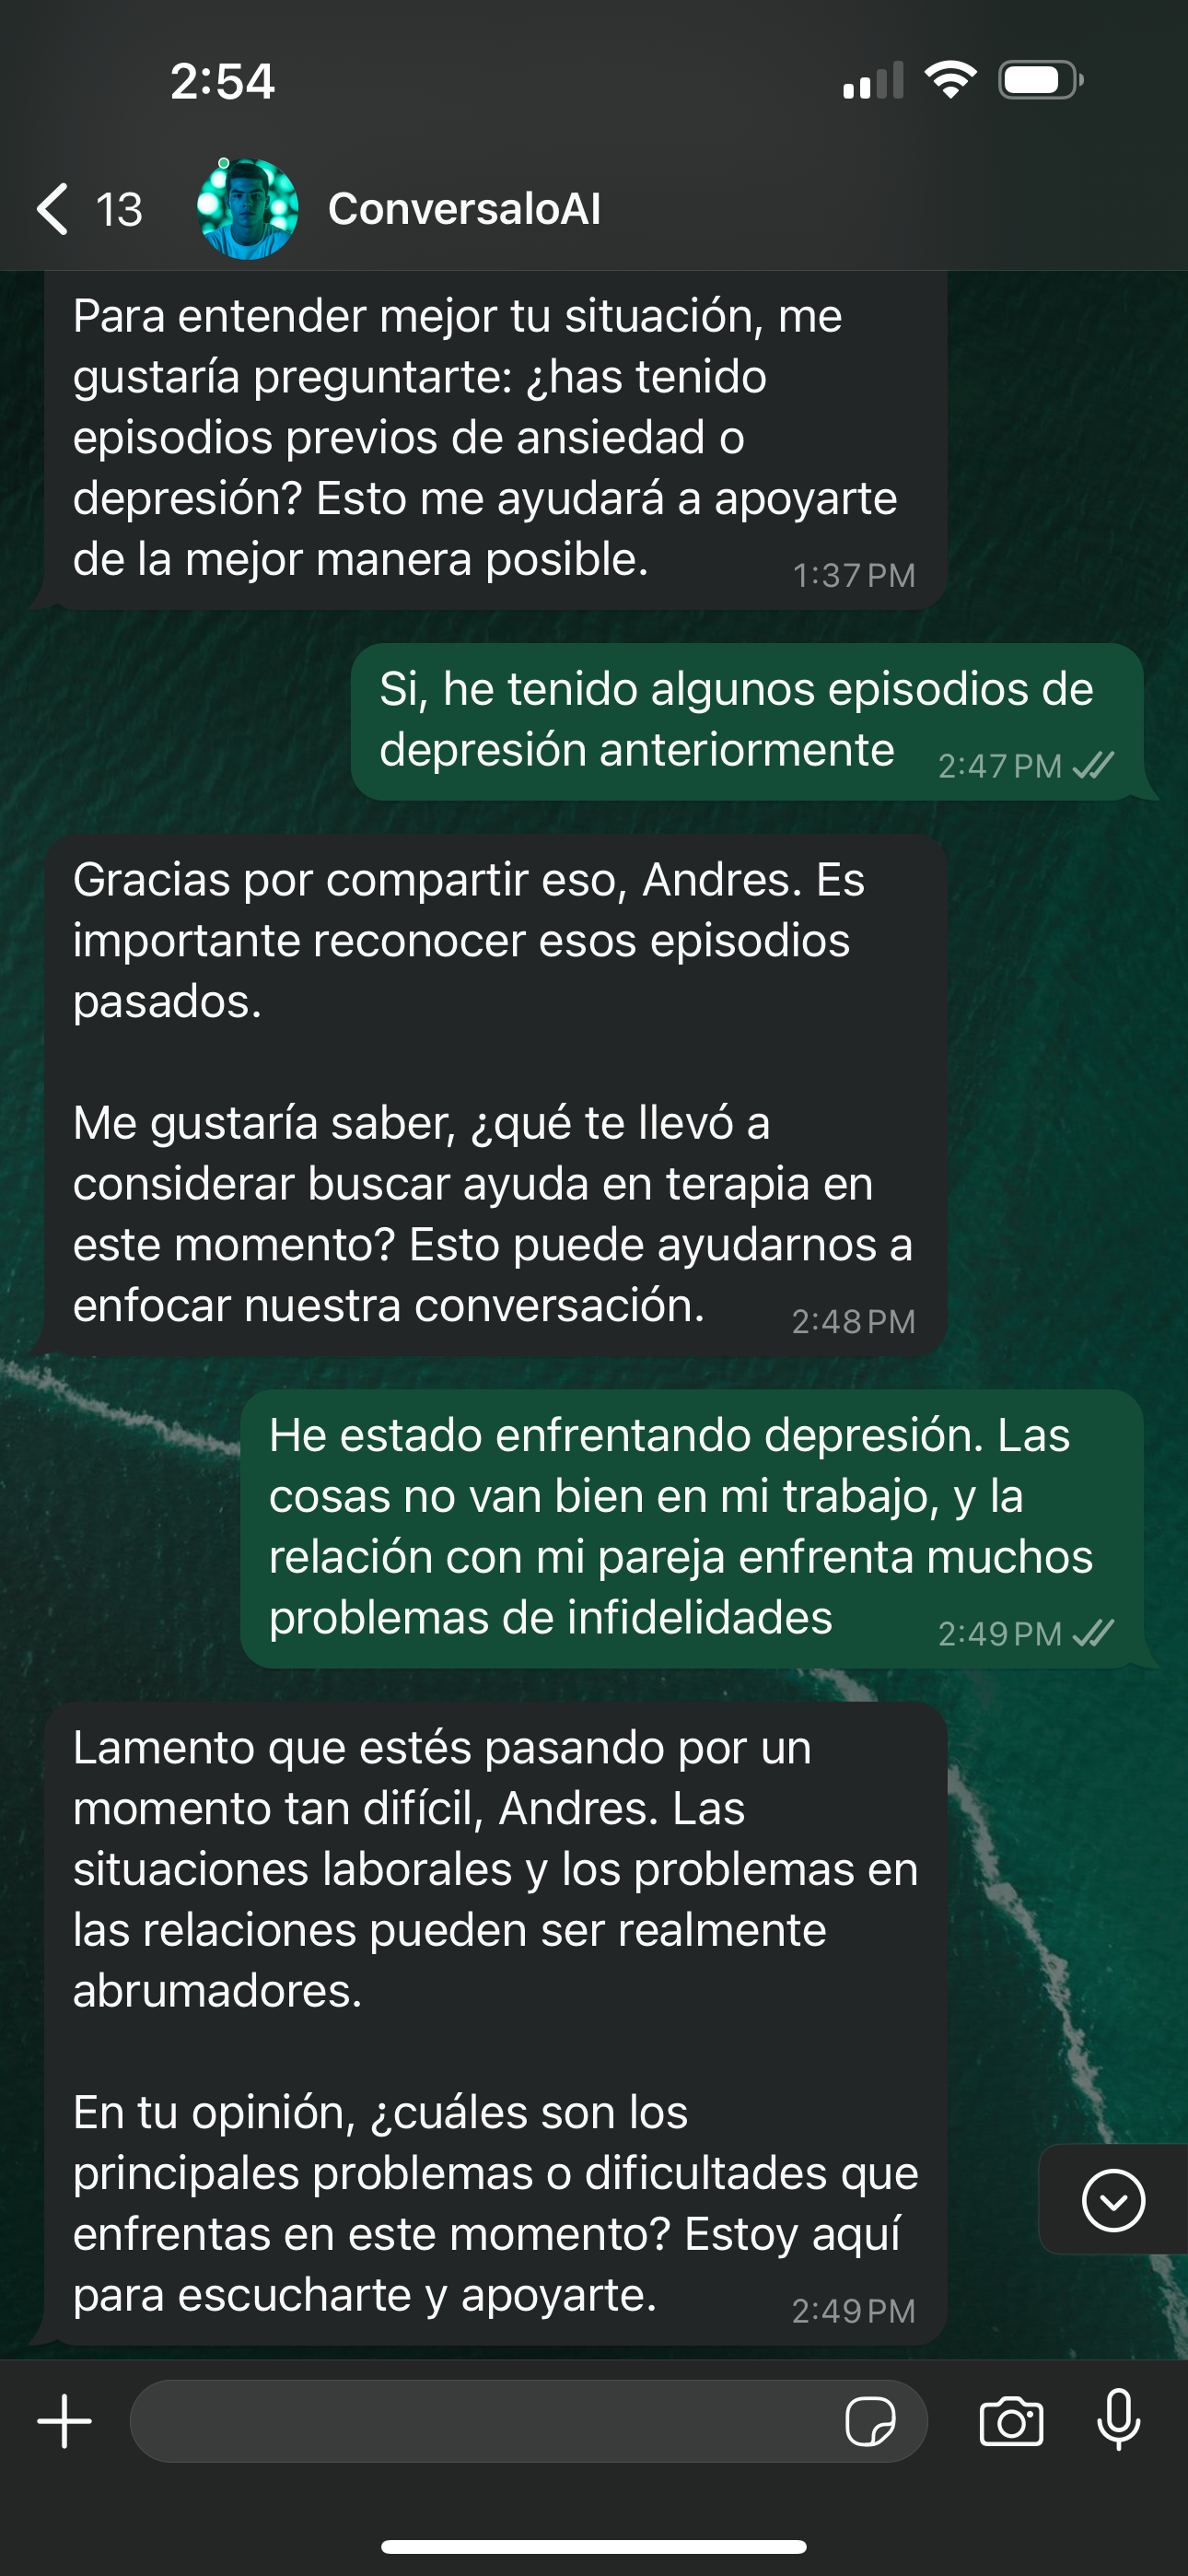 2:54
13
ConversaloAI
Para entender mejor tu situación, me
gustaría preguntarte: ¿has tenido
episodios previos de ansiedad o
depresión? Esto me ayudará a apoyarte
de la mejor manera posible.
1:37 PM
Si, he tenido algunos episodios de
depresión anteriormente
2:47 PM
Gracias por compartir eso, Andres. Es
importante reconocer esos episodios
pasados.
Me gustaría saber, ¿qué te llevó a
considerar buscar ayuda en terapia en
este momento? Esto puede ayudarnos a
enfocar nuestra conversación.
2:48 PM
He estado enfrentando depresión. Las
cosas no van bien en mi trabajo, y la
relación con mi pareja enfrenta muchos
problemas de infidelidades
2:49 PM
Lamento que estés pasando por un
momento tan difícil, Andres. Las
situaciones laborales y los problemas en
las relaciones pueden ser realmente
abrumadores.
En tu opinión, ¿cuáles son los
principales problemas o dificultades que
enfrentas en este momento? Estoy aquí
para escucharte y apoyarte.
2:49 PM